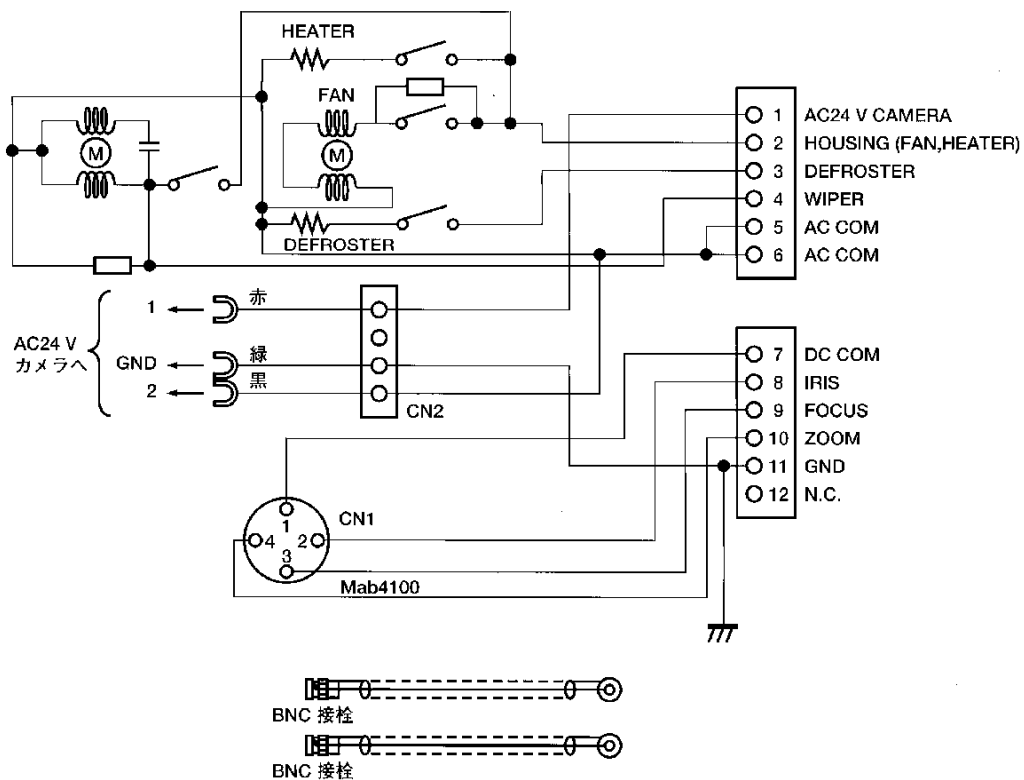 HEATER
FAN
M
M
DEFROSTER
1 AC24 V CAMERA
2 HOUSING (FAN,HEATER)
3 DEFROSTER
4 WIPER
5 AC COM
6 AC COM
AC24 V
カメラへ
1 赤
GND 緑
2 黒
CN2
7 DC COM
8 IRIS
9 FOCUS
10 ZOOM
11 GND
12 N.C.
CN1
1
4 2
3
Mab4100
BNC 接栓
BNC 接栓